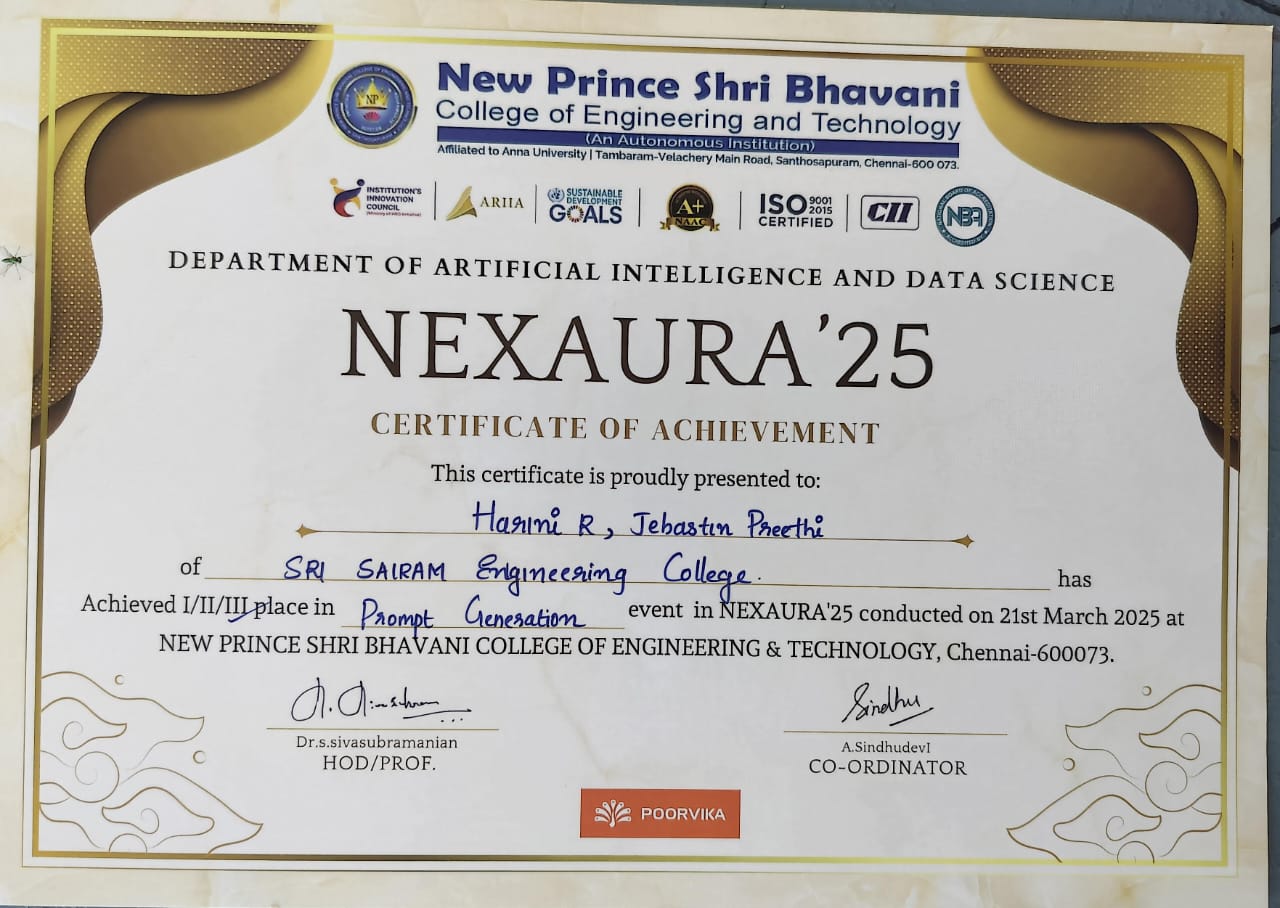 New Prince Shri Bhavani
College of Engineering and Technology
(An Autonomous Institution)
Affiliated to Anna University | Tambaram-Velachery Main Road, Santhosapuram, Chennai-600 073.
NP
INSTITUTION'S
INNOVATION
COUNCIL
ARIIA
SUSTAINABLE
DEVELOPMENT
GOALS
A+
NAAC
ISO 9001
2015
CERTIFIED
CII
NBA
DEPARTMENT OF ARTIFICIAL INTELLIGENCE AND DATA SCIENCE
NEXAURA'25
CERTIFICATE OF ACHIEVEMENT
This certificate is proudly presented to:
Harini R, Jebastin Preethi
of SRI SAIRAM Engineering College. has
Achieved I/II/III place in Prompt Generation event in NEXAURA'25 conducted on 21st March 2025 at
NEW PRINCE SHRI BHAVANI COLLEGE OF ENGINEERING & TECHNOLOGY, Chennai-600073.
Sindhu
Dr.s.sivasubramanian
HOD/PROF.
A.SindhudevI
CO-ORDINATOR
POORVIKA